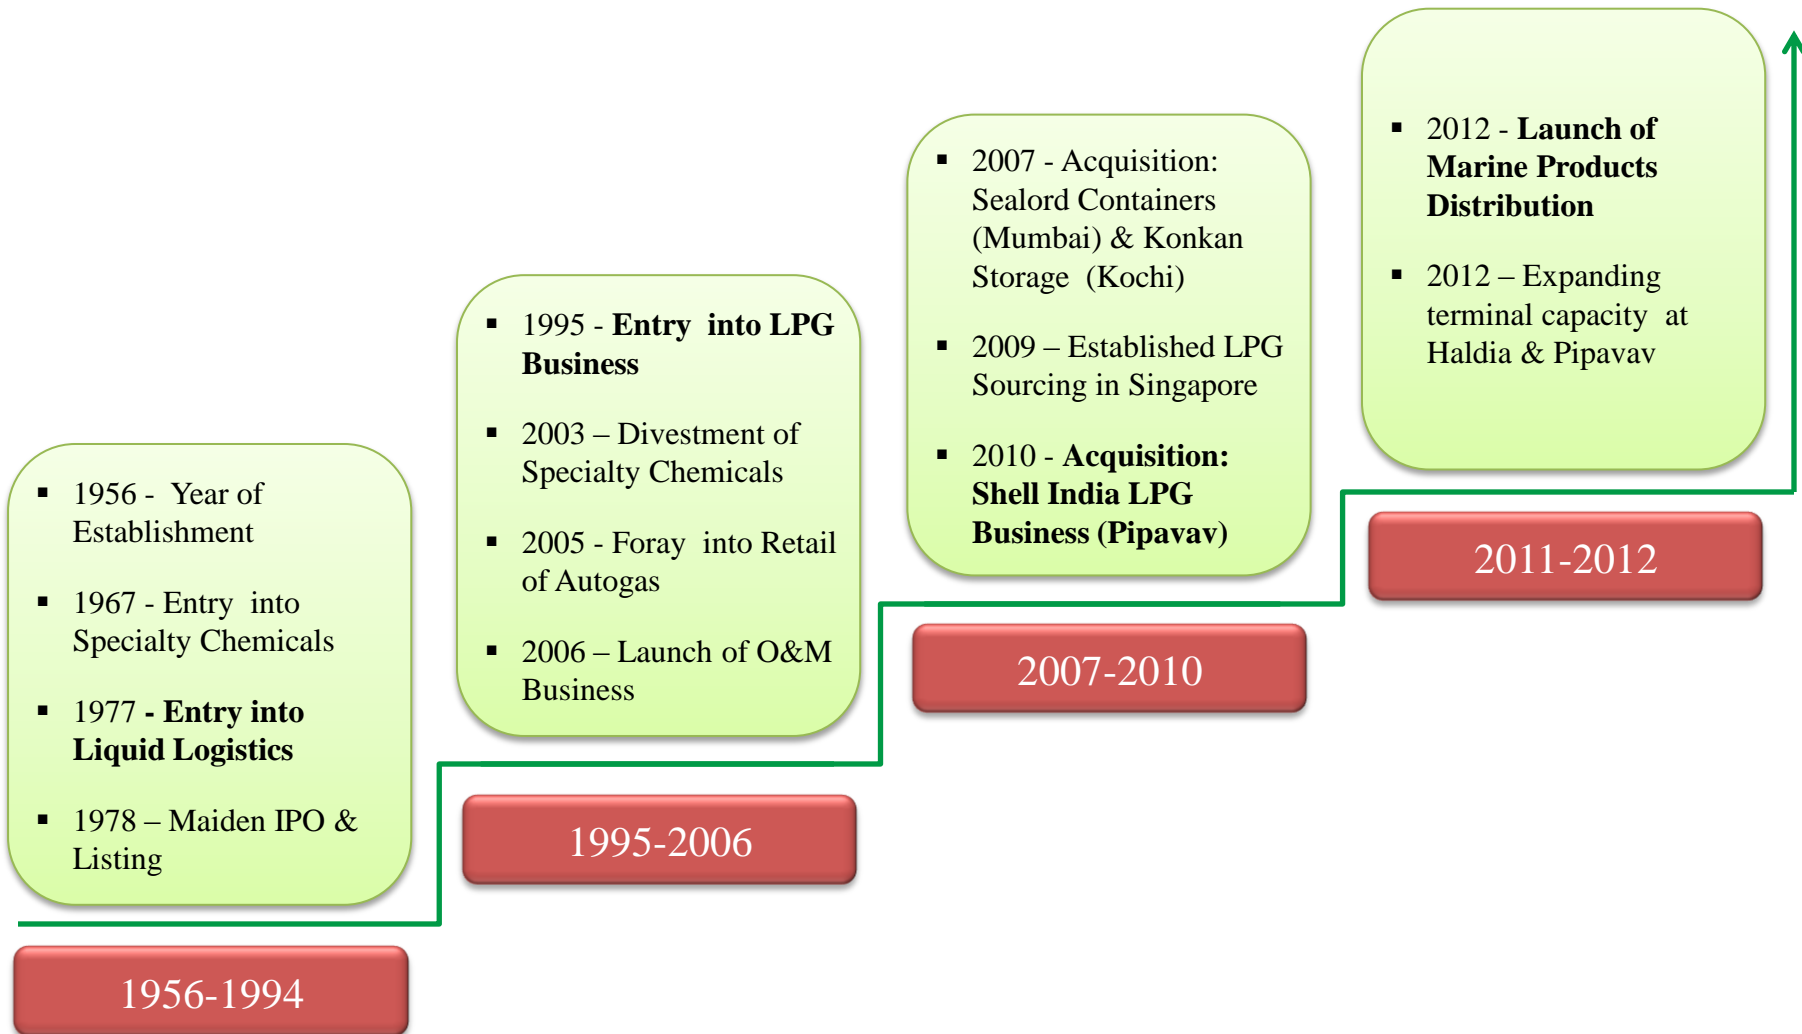 ▪ 1956 - Year of
Establishment
▪ 1967 - Entry into
Specialty Chemicals
▪ 1977 - Entry into
Liquid Logistics
▪ 1978 – Maiden IPO &
Listing
1956-1994
▪ 1995 - Entry into LPG
Business
▪ 2003 – Divestment of
Specialty Chemicals
▪ 2005 - Foray into Retail
of Autogas
▪ 2006 – Launch of O&M
Business
1995-2006
▪ 2007 - Acquisition:
Sealord Containers
(Mumbai) & Konkan
Storage (Kochi)
▪ 2009 – Established LPG
Sourcing in Singapore
▪ 2010 - Acquisition:
Shell India LPG
Business (Pipavav)
2007-2010
▪ 2012 - Launch of
Marine Products
Distribution
▪ 2012 – Expanding
terminal capacity at
Haldia & Pipavav
2011-2012